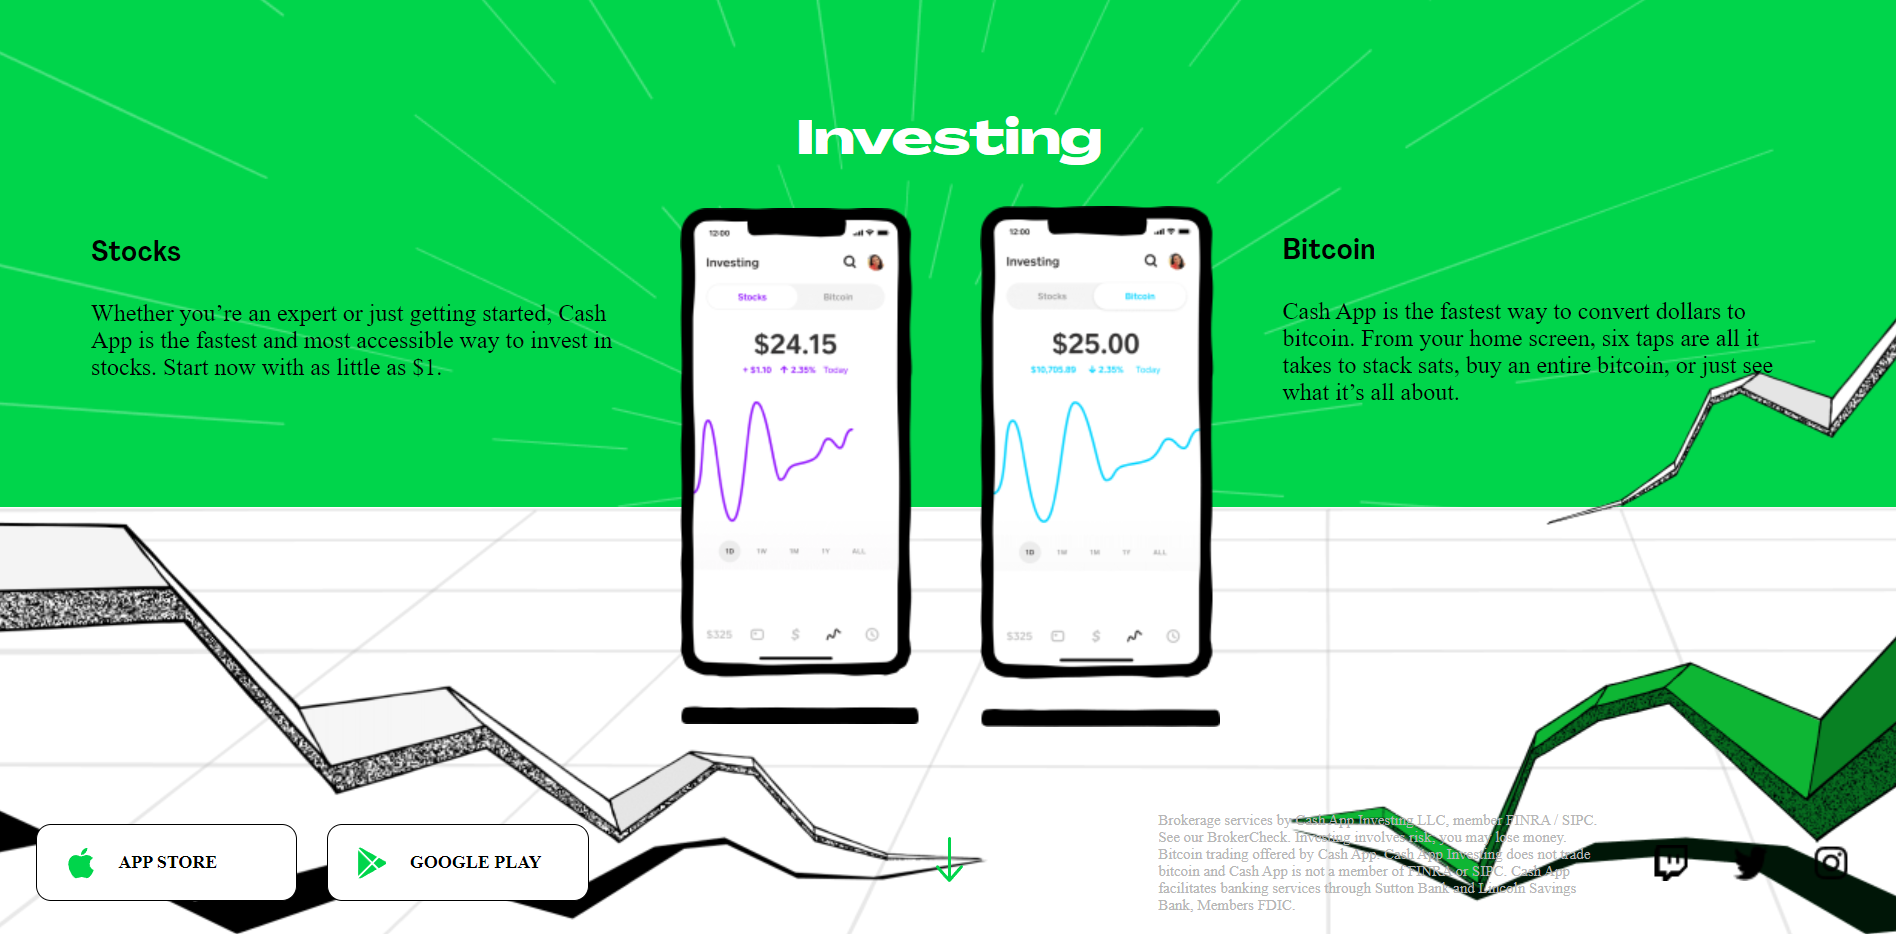 Investing
Stocks
Whether you’re an expert or just getting started, Cash
App is the fastest and most accessible way to invest in
stocks. Start now with as little as $1.
12:00
Investing
Stocks Bitcoin
$24.15
+ $1.10 ↑ 2.35% Today
1D 1W 1M 1Y ALL
$325 $
12:00
Investing
Stocks Bitcoin
$25.00
$10,705.89 ↓ 2.35% Today
1D 1W 1M 1Y ALL
$325 $
Bitcoin
Cash App is the fastest way to convert dollars to
bitcoin. From your home screen, six taps are all it
takes to stack sats, buy an entire bitcoin, or just see
what it’s all about.
APP STORE
GOOGLE PLAY
Brokerage services by Cash App Investing LLC, member FINRA / SIPC.
See our BrokerCheck. Investing involves risk, you may lose money.
Bitcoin trading offered by Cash App. Cash App Investing does not trade
bitcoin and Cash App is not a member of FINRA or SIPC. Cash App
facilitates banking services through Sutton Bank and Lincoln Savings
Bank, Members FDIC.